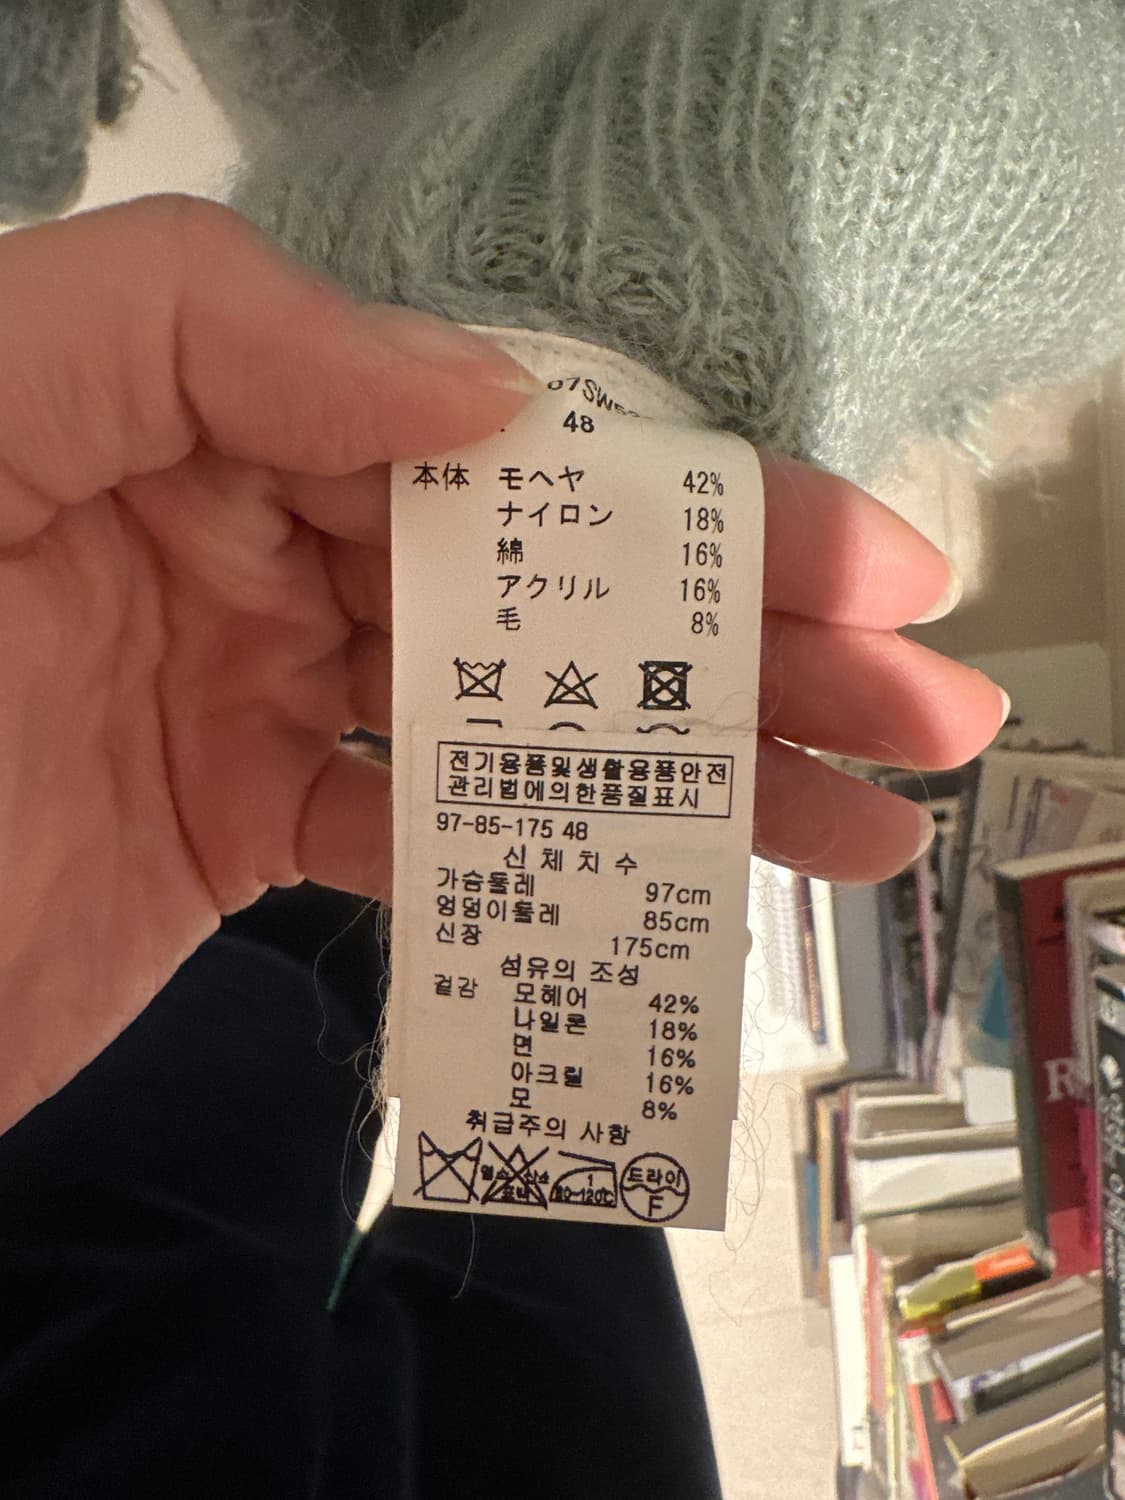 48
本体 モヘヤ 42%
ナイロン 18%
綿 16%
アクリル 16%
毛 8%
전기용품및생활용품안전
관리법에의한품질표시
97-85-175 48
신체치수
가슴둘레 97cm
엉덩이둘레 85cm
신장 175cm
섬유의 조성
겉감 모헤어 42%
나일론 18%
면 16%
아크릴 16%
모 8%
취급주의 사항
1
80-120℃
드라이
F